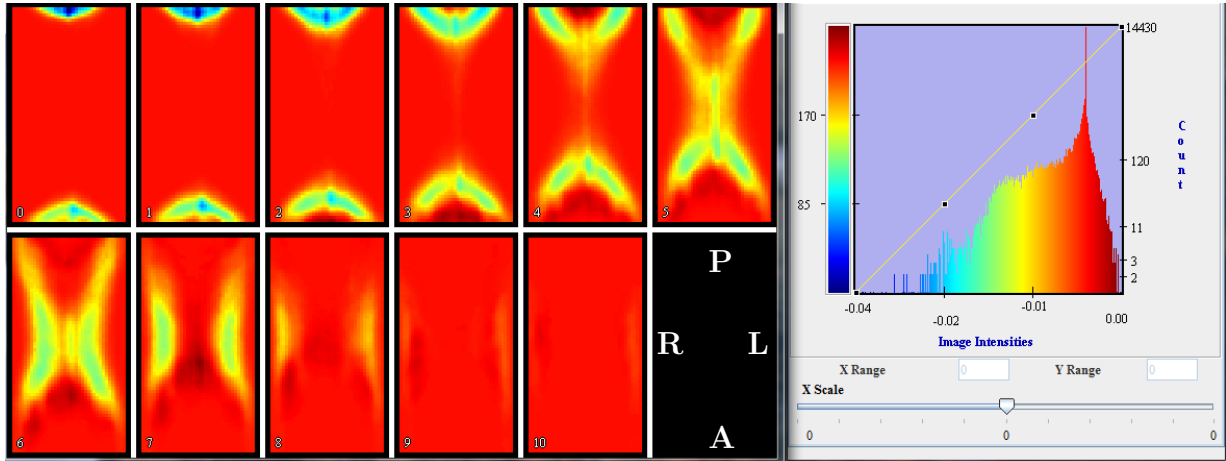 0 1 2 3 4 5
6 7 8 9 10
P
R L
A
14430
170
120
85
11
3
2
-0.04 -0.02 -0.01 0.00
Count
Image Intensities
X Range 0 Y Range 0
X Scale
0 0 0